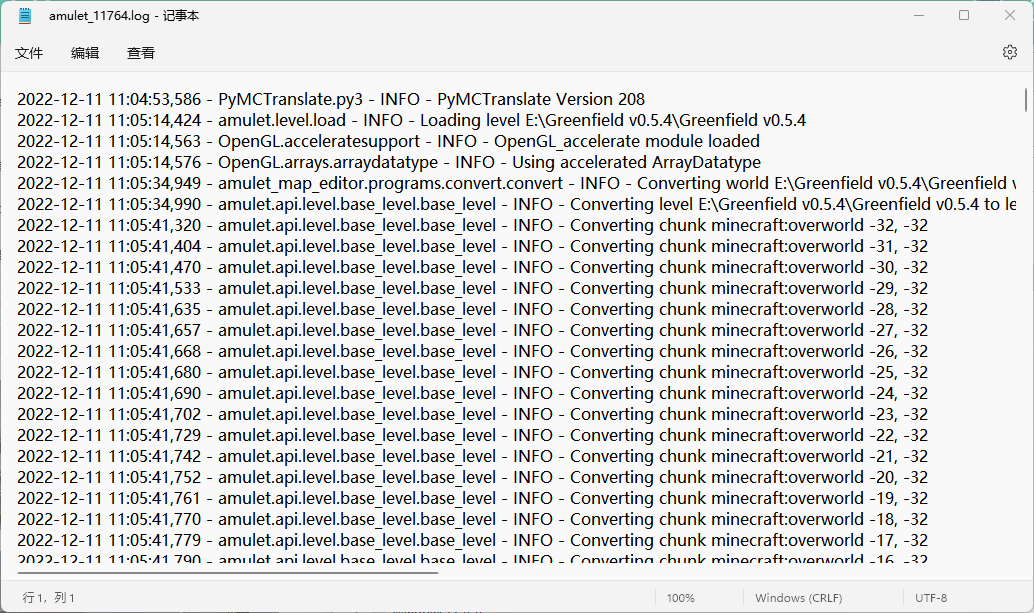 amulet_11764.log - 记事本
文件 编辑 查看
2022-12-11 11:04:53,586 - PyMCTranslate.py3 - INFO - PyMCTranslate Version 208
2022-12-11 11:05:14,424 - amulet.level.load - INFO - Loading level E:\Greenfield v0.5.4\Greenfield v0.5.4
2022-12-11 11:05:14,563 - OpenGL.acceleratesupport - INFO - OpenGL_accelerate module loaded
2022-12-11 11:05:14,576 - OpenGL.arrays.arraydatatype - INFO - Using accelerated ArrayDatatype
2022-12-11 11:05:34,949 - amulet_map_editor.programs.convert.convert - INFO - Converting world E:\Greenfield v0.5.4\Greenfield v
2022-12-11 11:05:34,990 - amulet.api.level.base_level.base_level - INFO - Converting level E:\Greenfield v0.5.4\Greenfield v0.5.4 to le
2022-12-11 11:05:41,320 - amulet.api.level.base_level.base_level - INFO - Converting chunk minecraft:overworld -32, -32
2022-12-11 11:05:41,404 - amulet.api.level.base_level.base_level - INFO - Converting chunk minecraft:overworld -31, -32
2022-12-11 11:05:41,470 - amulet.api.level.base_level.base_level - INFO - Converting chunk minecraft:overworld -30, -32
2022-12-11 11:05:41,533 - amulet.api.level.base_level.base_level - INFO - Converting chunk minecraft:overworld -29, -32
2022-12-11 11:05:41,635 - amulet.api.level.base_level.base_level - INFO - Converting chunk minecraft:overworld -28, -32
2022-12-11 11:05:41,657 - amulet.api.level.base_level.base_level - INFO - Converting chunk minecraft:overworld -27, -32
2022-12-11 11:05:41,668 - amulet.api.level.base_level.base_level - INFO - Converting chunk minecraft:overworld -26, -32
2022-12-11 11:05:41,680 - amulet.api.level.base_level.base_level - INFO - Converting chunk minecraft:overworld -25, -32
2022-12-11 11:05:41,690 - amulet.api.level.base_level.base_level - INFO - Converting chunk minecraft:overworld -24, -32
2022-12-11 11:05:41,702 - amulet.api.level.base_level.base_level - INFO - Converting chunk minecraft:overworld -23, -32
2022-12-11 11:05:41,729 - amulet.api.level.base_level.base_level - INFO - Converting chunk minecraft:overworld -22, -32
2022-12-11 11:05:41,742 - amulet.api.level.base_level.base_level - INFO - Converting chunk minecraft:overworld -21, -32
2022-12-11 11:05:41,752 - amulet.api.level.base_level.base_level - INFO - Converting chunk minecraft:overworld -20, -32
2022-12-11 11:05:41,761 - amulet.api.level.base_level.base_level - INFO - Converting chunk minecraft:overworld -19, -32
2022-12-11 11:05:41,770 - amulet.api.level.base_level.base_level - INFO - Converting chunk minecraft:overworld -18, -32
2022-12-11 11:05:41,779 - amulet.api.level.base_level.base_level - INFO - Converting chunk minecraft:overworld -17, -32
2022-12-11 11:05:41,790 - amulet.api.level.base_level.base_level - INFO - Converting chunk minecraft:overworld -16, -32
行 1, 列 1 100% Windows (CRLF) UTF-8